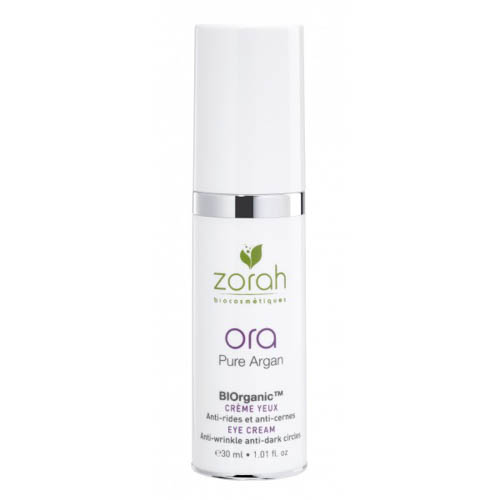 zorah
biocosmétiques
ora
Pure Argan
BIOrganic™
CRÈME YEUX
Anti-rides et anti-cernes
EYE CREAM
Anti-wrinkle anti-dark circles
℮30 ml • 1.01 fl. oz